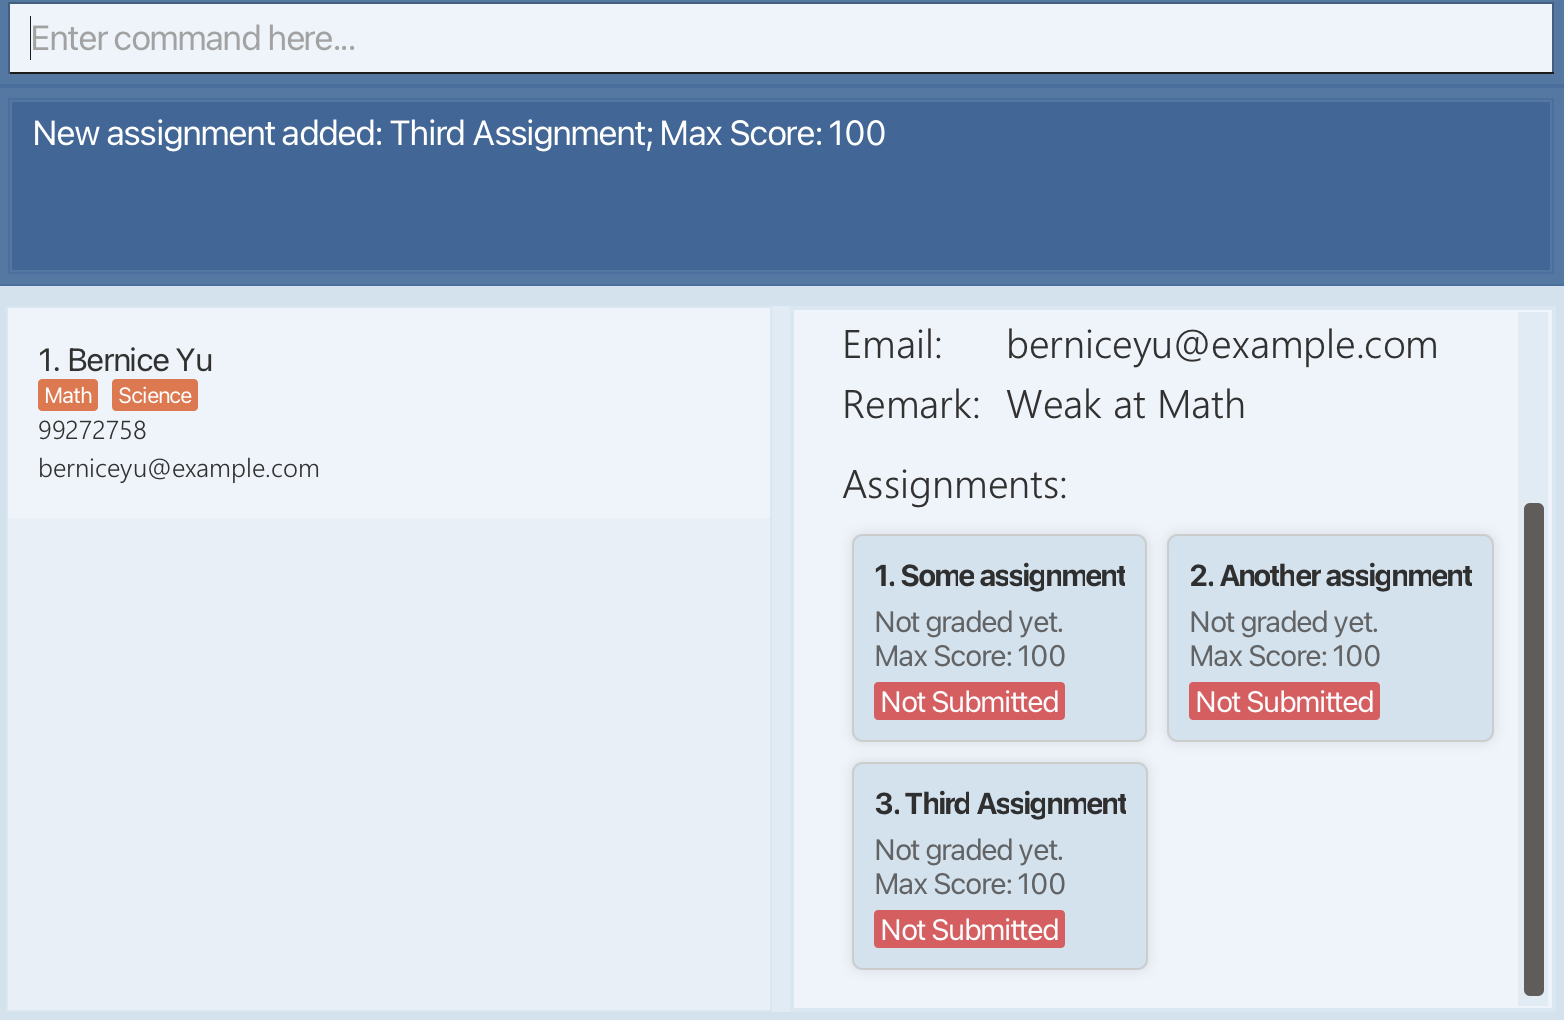 Enter command here...
New assignment added: Third Assignment; Max Score: 100
1. Bernice Yu
Math Science
99272758
berniceyu@example.com
Email: berniceyu@example.com
Remark: Weak at Math
Assignments:
1. Some assignment
Not graded yet.
Max Score: 100
Not Submitted
2. Another assignment
Not graded yet.
Max Score: 100
Not Submitted
3. Third Assignment
Not graded yet.
Max Score: 100
Not Submitted